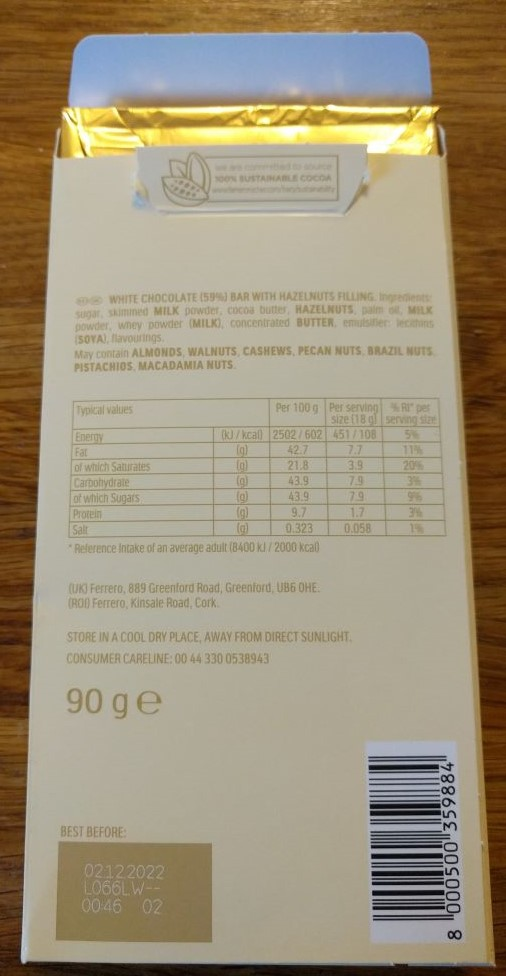 we are committed to source
100% SUSTAINABLE COCOA
WHITE CHOCOLATE (59%) BAR WITH HAZELNUTS FILLING. Ingredients:
sugar, skimmed MILK powder, cocoa butter, HAZELNUTS, palm oil, MILK
powder, whey powder (MILK), concentrated BUTTER, emulsifier: lecithins
(SOYA), flavourings.
May contain ALMONDS, WALNUTS, CASHEWS, PECAN NUTS, BRAZIL NUTS,
PISTACHIOS, MACADAMIA NUTS.
Typical values Per 100 g Per serving size (18 g) % RI* per serving size
Energy (kJ / kcal) 2502 / 602 451 / 108 5%
Fat (g) 42.7 7.7 11%
of which Saturates (g) 21.8 3.9 20%
Carbohydrate (g) 43.9 7.9 3%
of which Sugars (g) 43.9 7.9 9%
Protein (g) 9.7 1.7 3%
Salt (g) 0.323 0.058 1%
* Reference Intake of an average adult (8400 kJ / 2000 kcal)
(UK) Ferrero, 889 Greenford Road, Greenford, UB6 0HE.
(ROI) Ferrero, Kinsale Road, Cork.
STORE IN A COOL DRY PLACE, AWAY FROM DIRECT SUNLIGHT.
CONSUMER CARELINE: 00 44 330 0538943
90 g e
BEST BEFORE:
02.12.2022
L066LW--
00:46 02
8 000500 359884